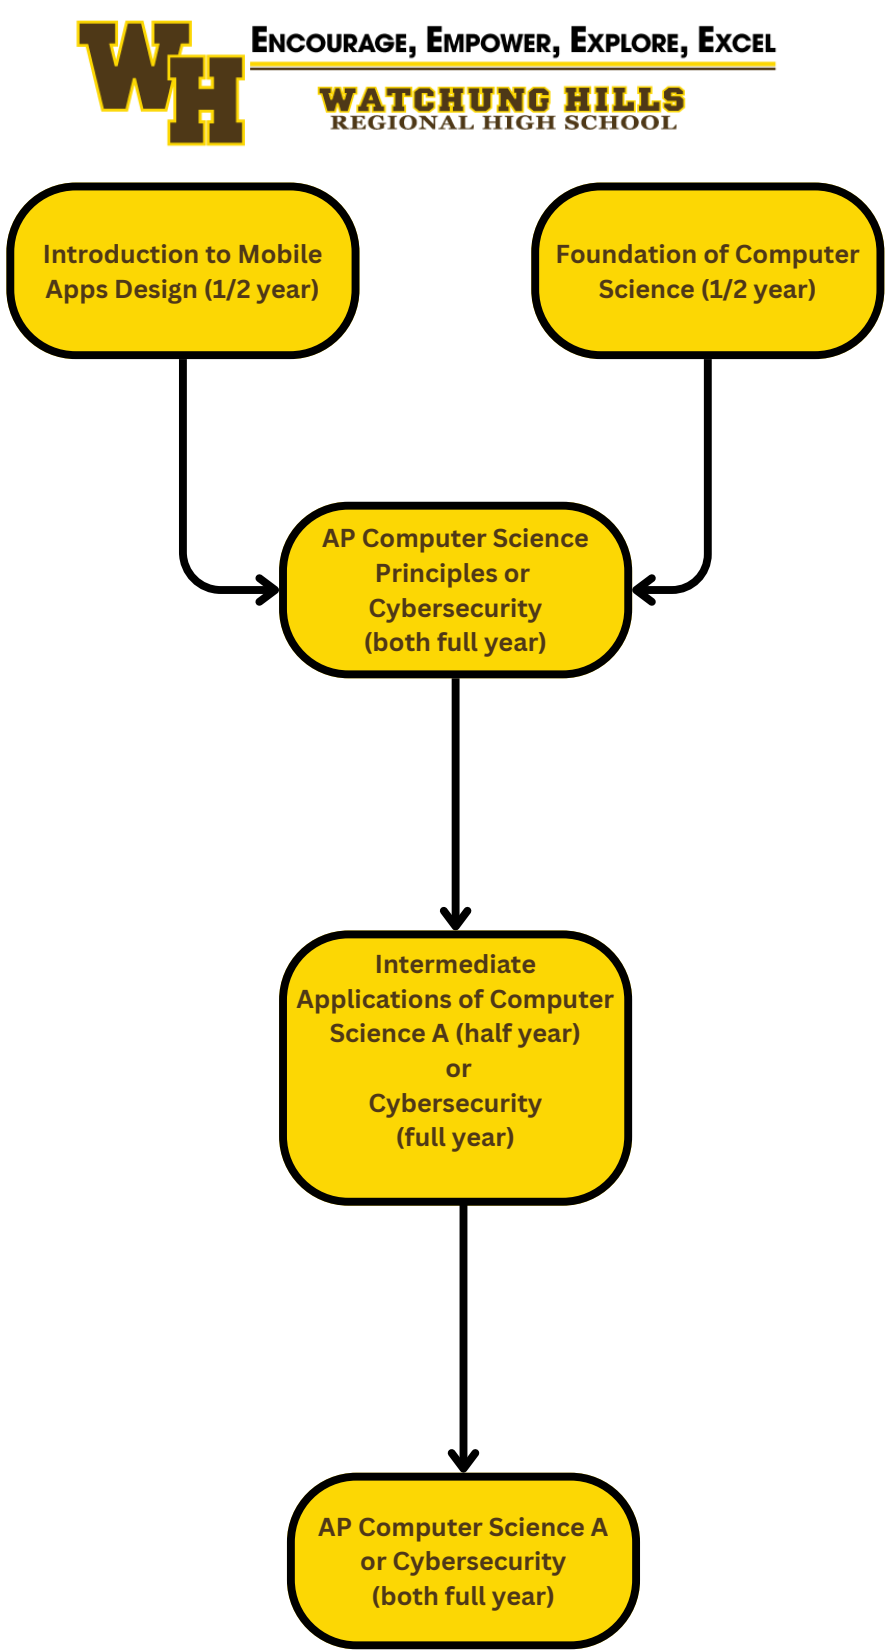 WH
ENCOURAGE, EMPOWER, EXPLORE, EXCEL
WATCHUNG HILLS
REGIONAL HIGH SCHOOL
Introduction to Mobile
Apps Design (1/2 year)
Foundation of Computer
Science (1/2 year)
AP Computer Science
Principles or
Cybersecurity
(both full year)
Intermediate
Applications of Computer
Science A (half year)
or
Cybersecurity
(full year)
AP Computer Science A
or Cybersecurity
(both full year)